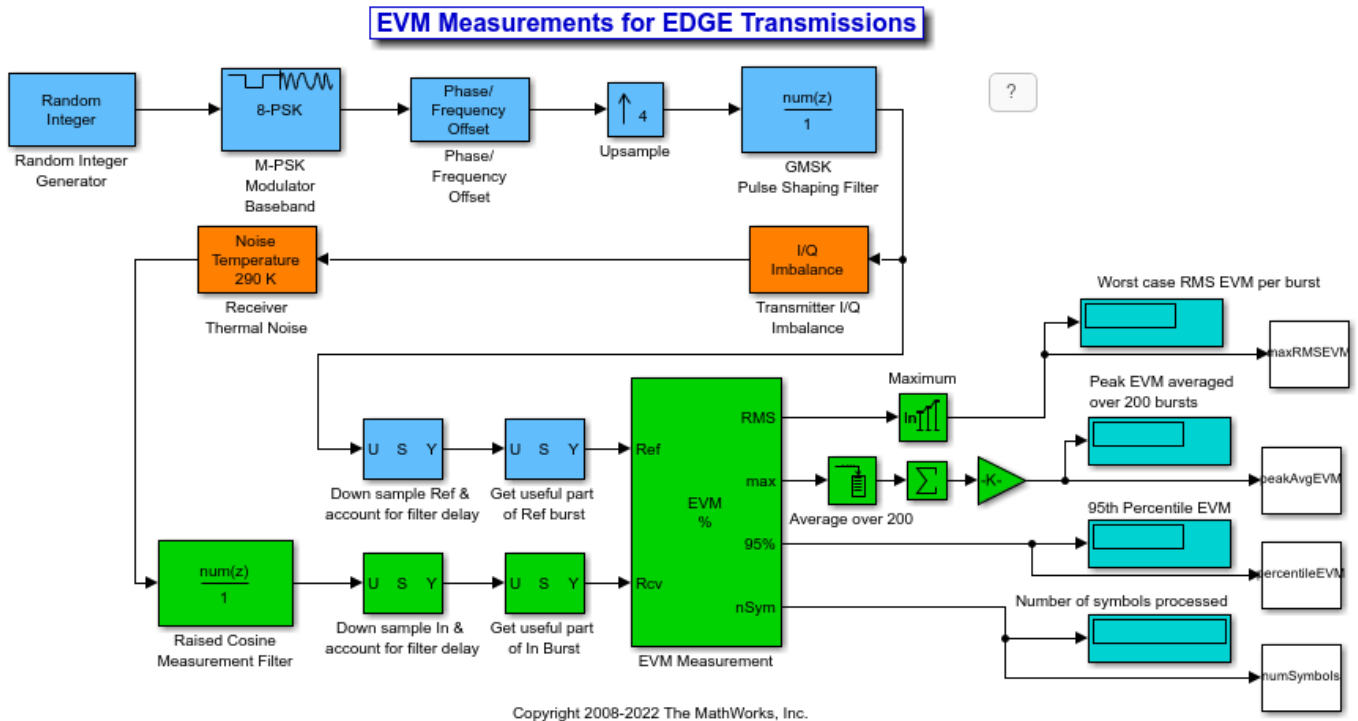 EVM Measurements for EDGE Transmissions
Random
Integer
Random Integer
Generator
8-PSK
M-PSK
Modulator
Baseband
Phase/
Frequency
Offset
Phase/
Frequency
Offset
4
Upsample
num(z)
1
GMSK
Pulse Shaping Filter
?
Noise
Temperature
290 K
Receiver
Thermal Noise
I/Q
Imbalance
Transmitter I/Q
Imbalance
Worst case RMS EVM per burst
maxRMSEVM
Maximum
In
Peak EVM averaged
over 200 bursts
peakAvgEVM
U S Y
Down sample Ref &
account for filter delay
U S Y
Get useful part
of Ref burst
Ref
Rcv
EVM
%
RMS
max
95%
nSym
EVM Measurement
Average over 200
Σ
-K-
95th Percentile EVM
percentileEVM
num(z)
1
Raised Cosine
Measurement Filter
U S Y
Down sample In &
account for filter delay
U S Y
Get useful part
of In Burst
Number of symbols processed
numSymbols
Copyright 2008-2022 The MathWorks, Inc.